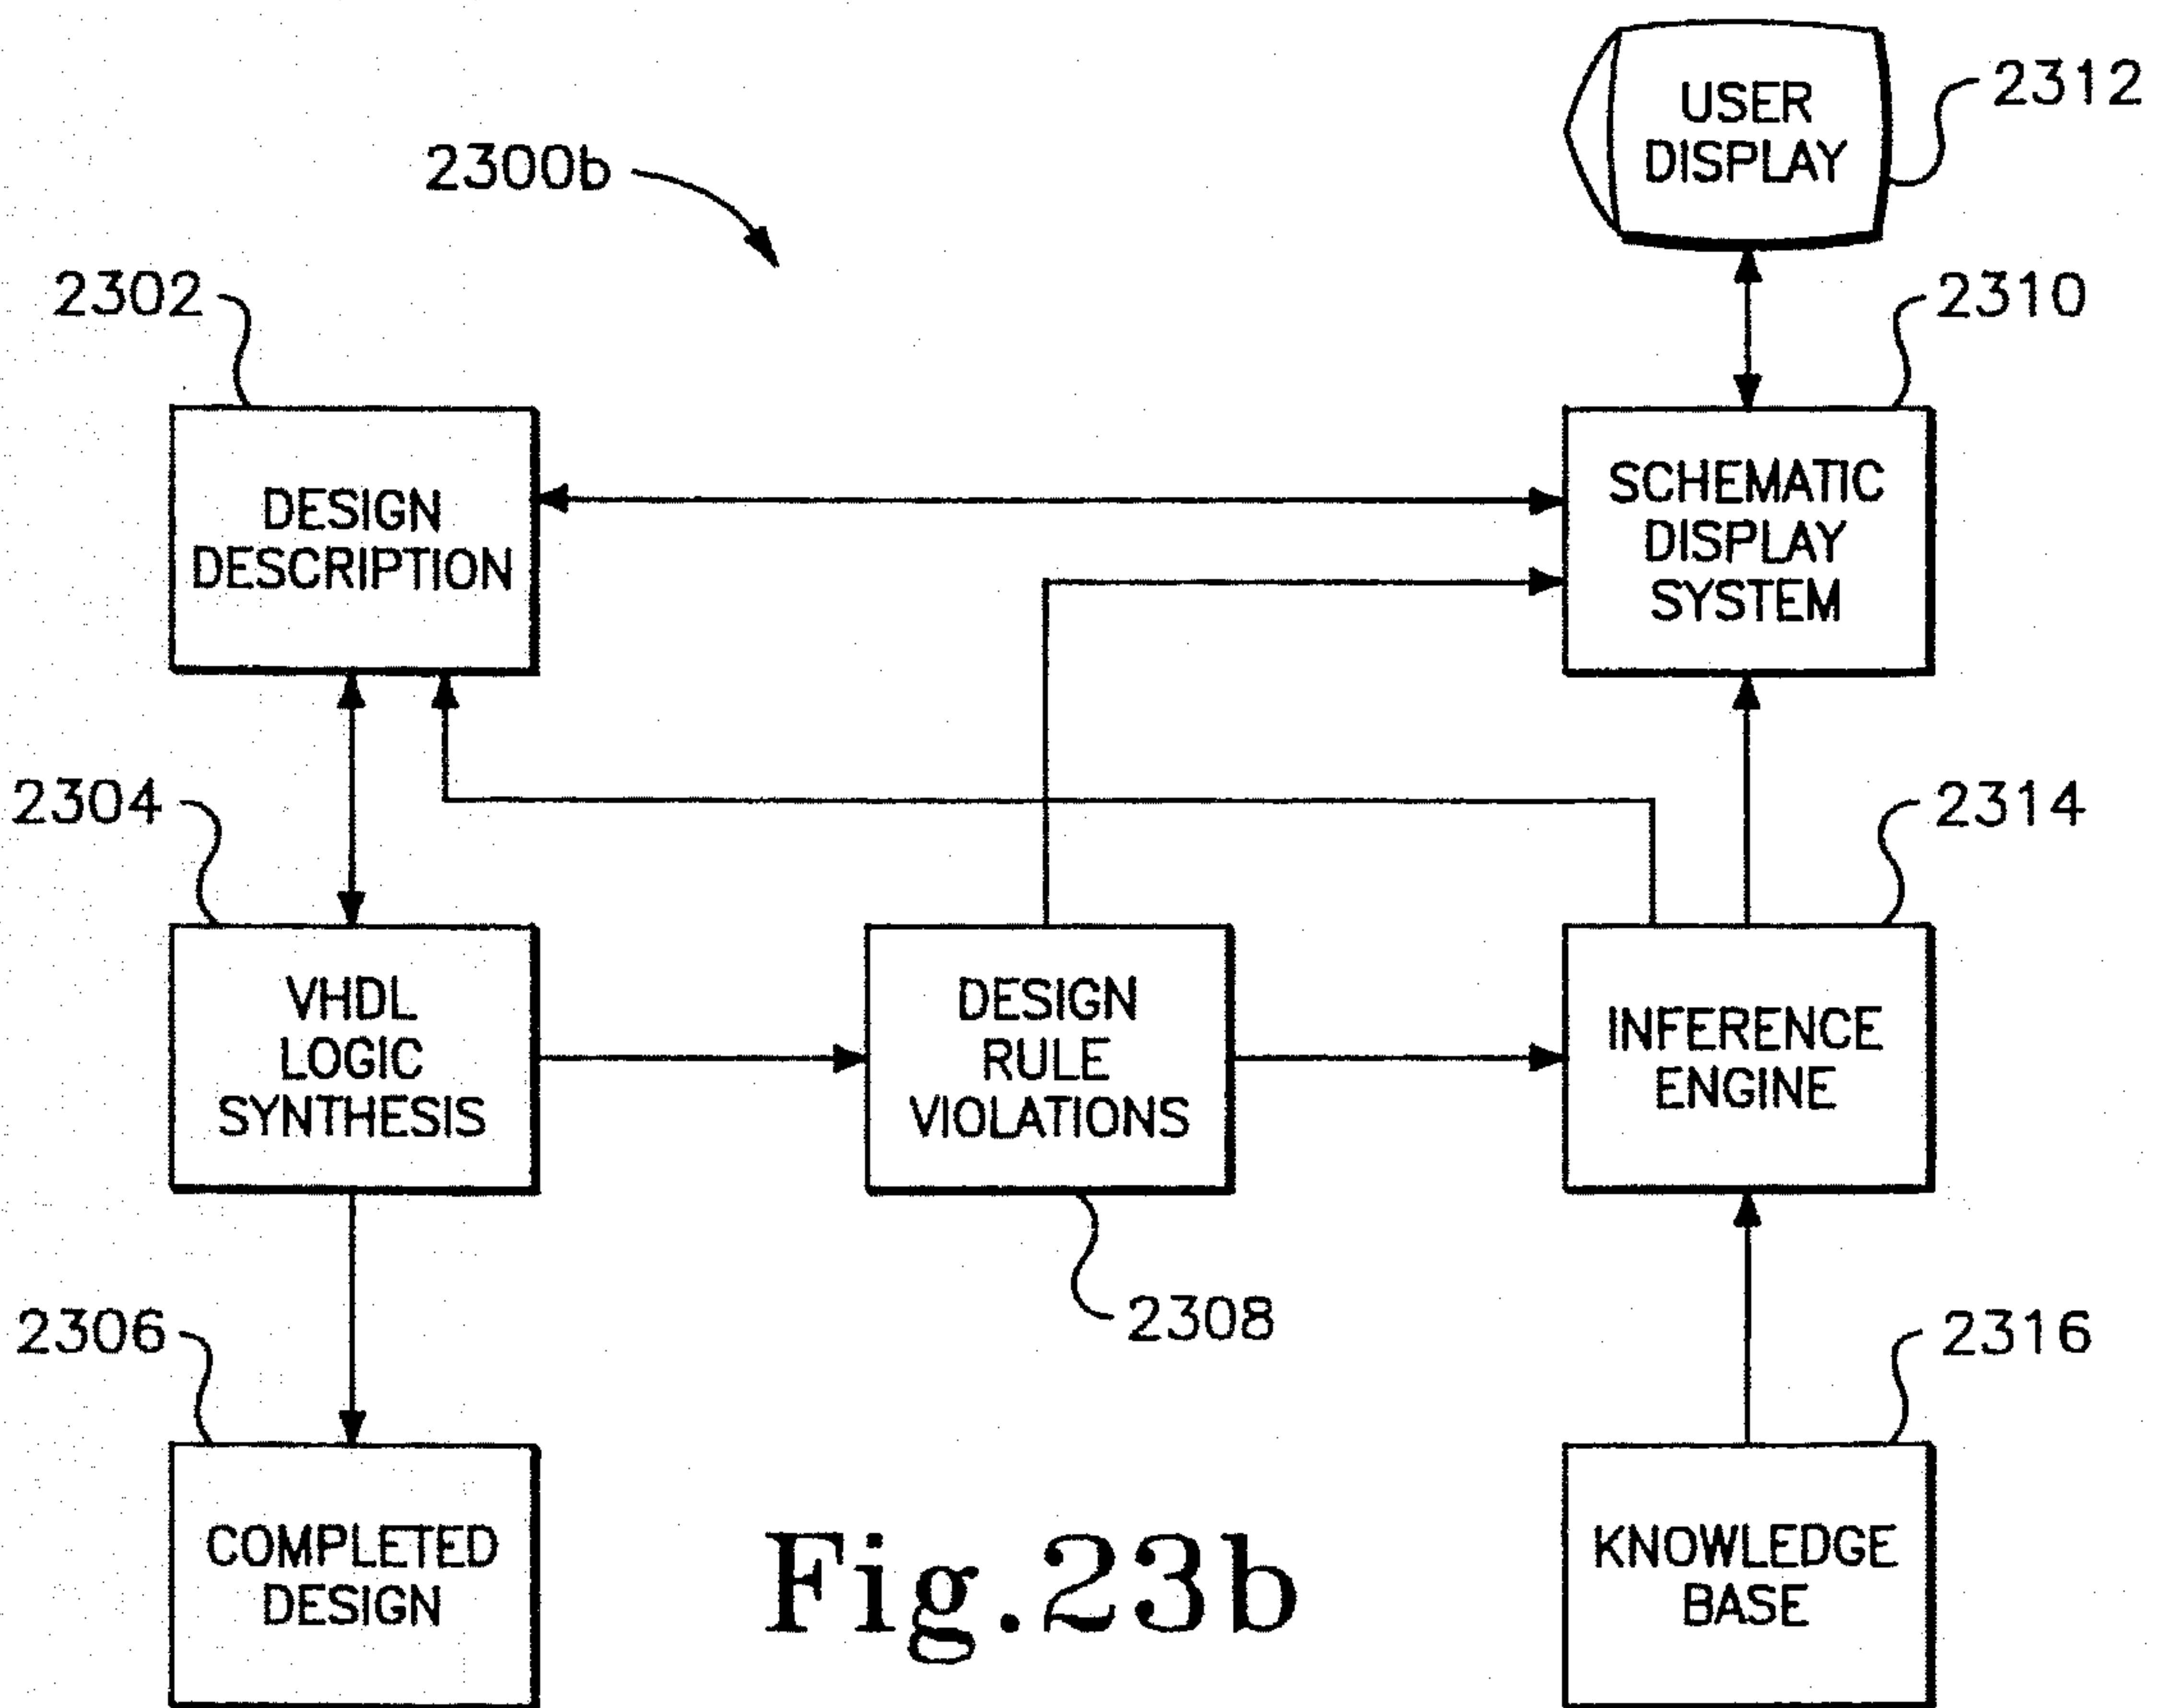 USER
DISPLAY
2312
2300b
2302
2310
DESIGN
DESCRIPTION
SCHEMATIC
DISPLAY
SYSTEM
2304
2314
VHDL
LOGIC
SYNTHESIS
DESIGN
RULE
VIOLATIONS
INFERENCE
ENGINE
2308
2306
2316
COMPLETED
DESIGN
KNOWLEDGE
BASE
Fig.23b